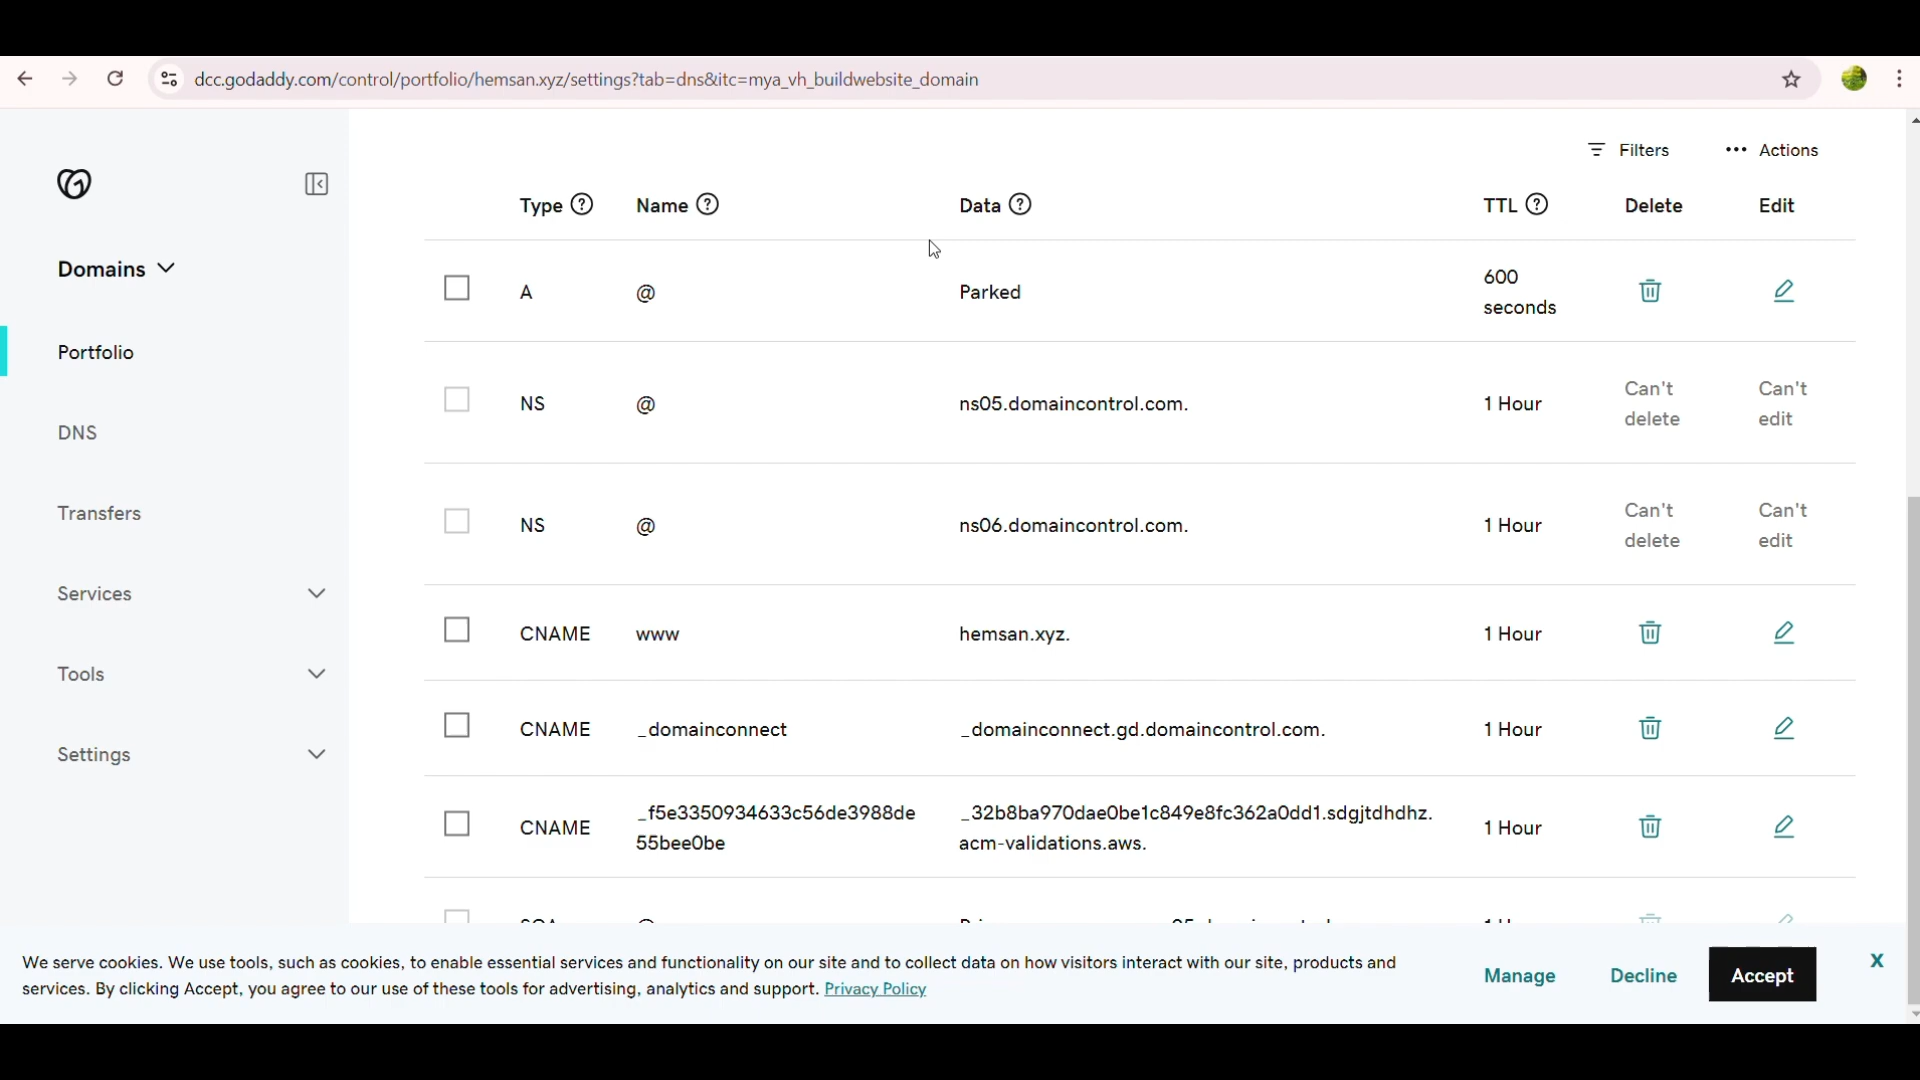 dcc.godaddy.com/control/portfolio/hemsan.xyz/settings?tab=dns&itc=mya_vh_buildwebsite_domain
Filters ••• Actions
Type ? Name ? Data ? TTL ? Delete Edit
Domains
Portfolio
DNS
Transfers
Services
Tools
Settings
A @ Parked 600
seconds
NS @ ns05.domaincontrol.com. 1 Hour Can't
delete Can't
edit
NS @ ns06.domaincontrol.com. 1 Hour Can't
delete Can't
edit
CNAME www hemsan.xyz. 1 Hour
CNAME _domainconnect _domainconnect.gd.domaincontrol.com. 1 Hour
CNAME _f5e3350934633c56de3988de
55bee0be _32b8ba970dae0be1c849e8fc362a0dd1.sdgjtdhdhz.
acm-validations.aws. 1 Hour
We serve cookies. We use tools, such as cookies, to enable essential services and functionality on our site and to collect data on how visitors interact with our site, products and
services. By clicking Accept, you agree to our use of these tools for advertising, analytics and support. Privacy Policy
Manage Decline Accept X